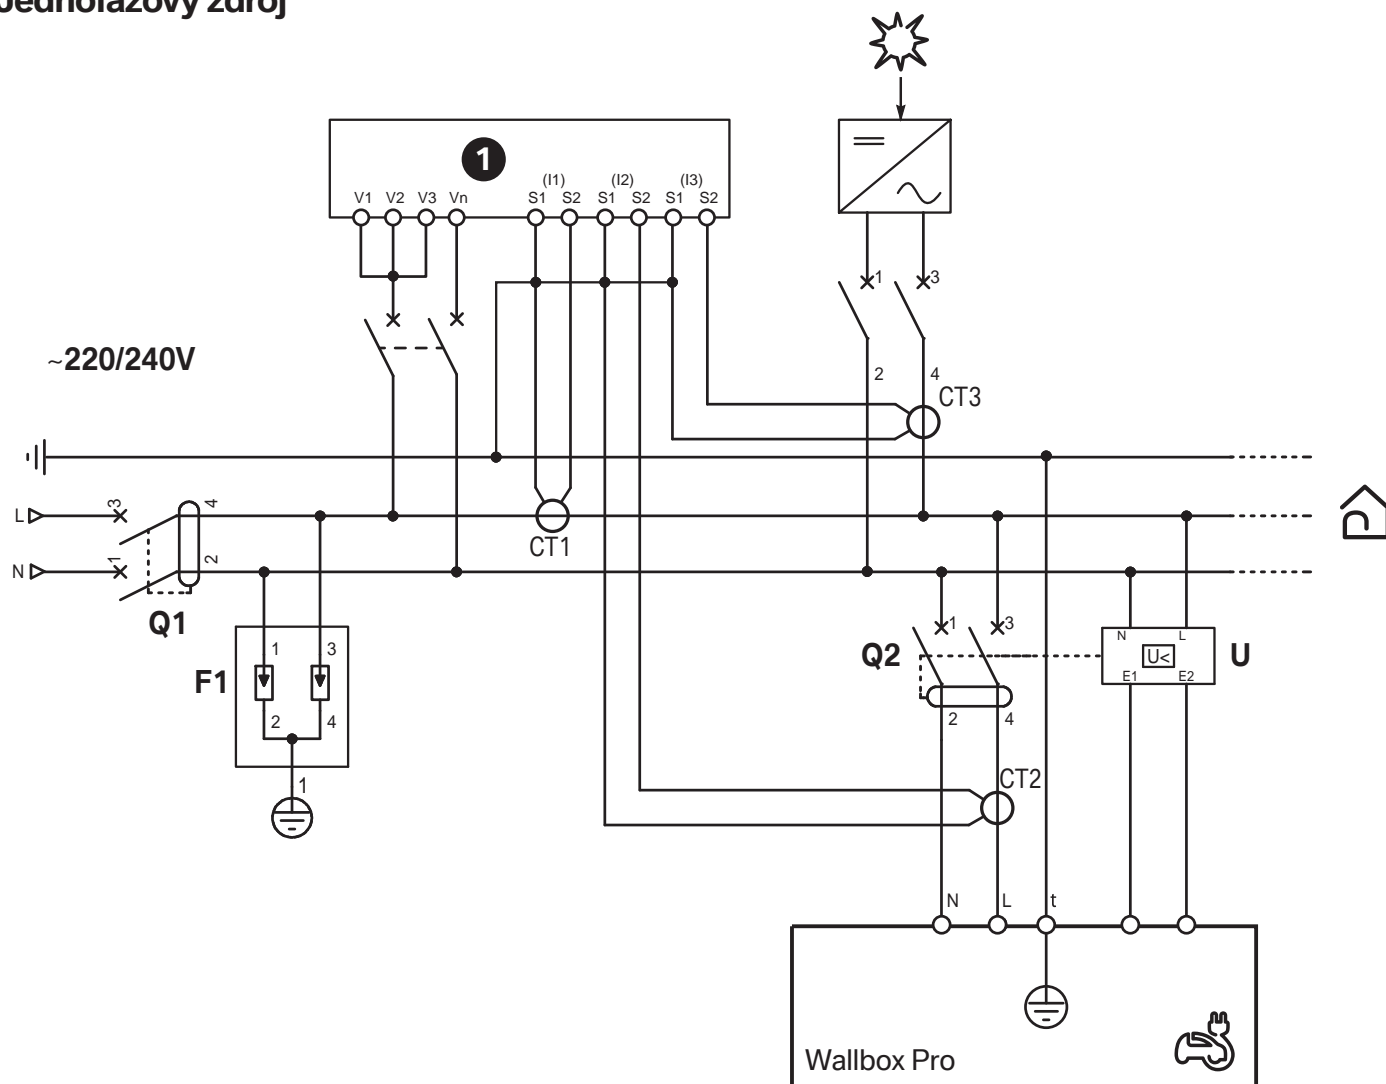 Jednofázový zdroj
1
(I1) (I2) (I3)
V1 V2 V3 Vn S1 S2 S1 S2 S1 S2
1 3
~220/240V
2 4
CT3
L 3 4
CT1
N 1 2
Q1
1 3
N L
Q2 U< U
F1 1 3
E1 E2
2 4
2 4
1
CT2
N L t
Wallbox Pro